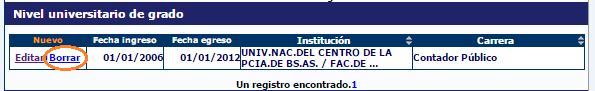 Nivel universitario de grado
Nuevo Fecha ingreso Fecha egreso Institución Carrera
Editar Borrar 01/01/2006 01/01/2012 UNIV.NAC.DEL CENTRO DE LA Contador Público
PCIA.DE BS.AS. / FAC.DE ...
Un registro encontrado.1